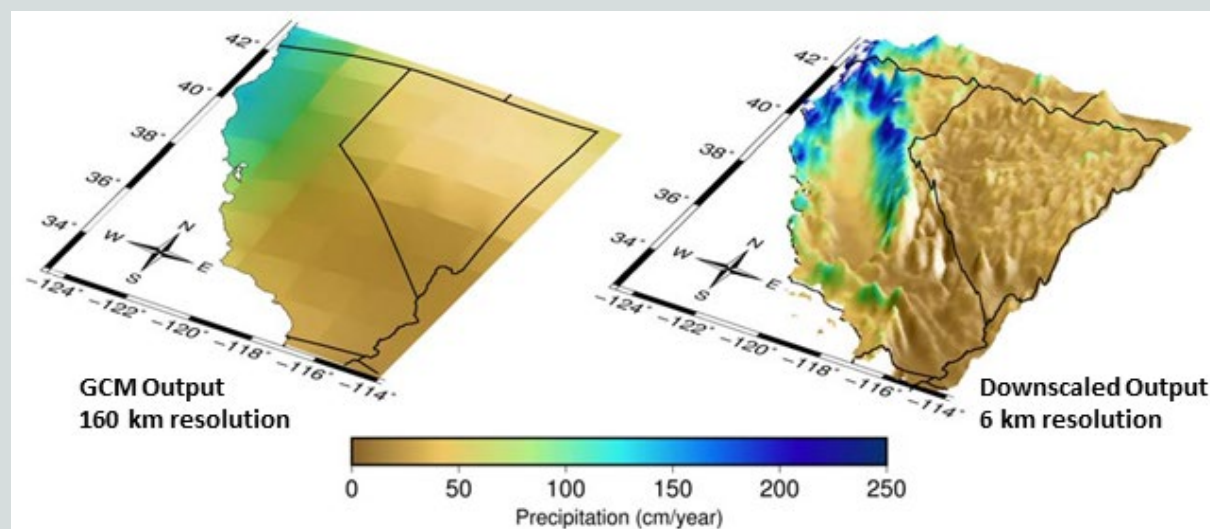 42°
40°
38°
36°
34°
N
W
E
S
-124°
-122°
-120°
-118°
-116°
-114°
GCM Output
160 km resolution
42°
40°
38°
36°
34°
N
W
E
S
-124°
-122°
-120°
-118°
-116°
-114°
Downscaled Output
6 km resolution
0 50 100 150 200 250
Precipitation (cm/year)